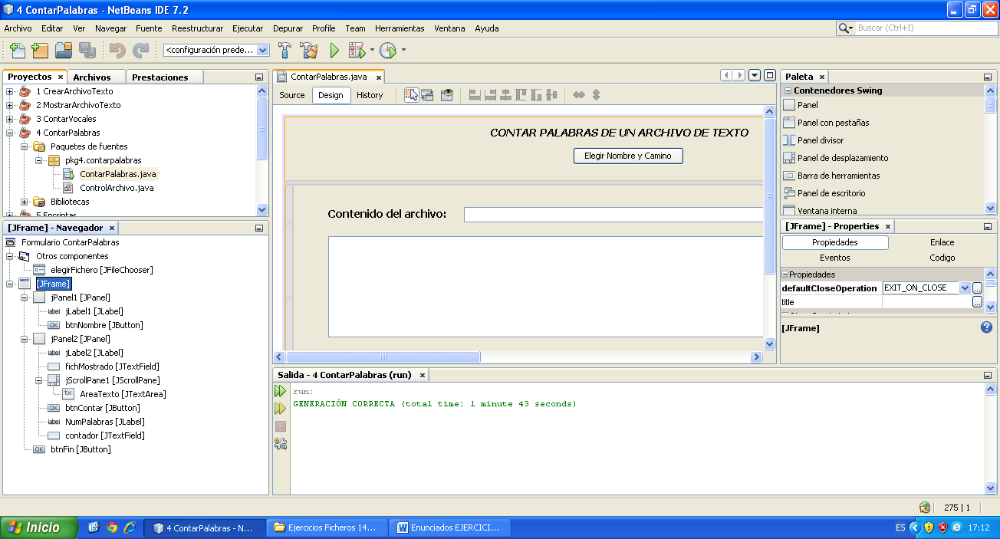 4 ContarPalabras - NetBeans IDE 7.2
Archivo Editar Ver Navegar Fuente Reestructurar Ejecutar Depurar Profile Team Herramientas Ventana Ayuda
Buscar (Ctrl+I)
<configuración prede...
Proyectos Archivos Prestaciones
1 CrearArchivoTexto
2 MostrarArchivoTexto
3 ContarVocales
4 ContarPalabras
Paquetes de fuentes
pkg4.contarpalabras
ContarPalabras.java
ControlArchivo.java
Bibliotecas
5 Encriptar
[JFrame] - Navegador
Formulario ContarPalabras
Otros componentes
elegirFichero [JFileChooser]
[JFrame]
jPanel1 [JPanel]
label jLabel1 [JLabel]
OK btnNombre [JButton]
jPanel2 [JPanel]
label jLabel2 [JLabel]
fichMostrado [JTextField]
jScrollPane1 [JScrollPane]
tx AreaTexto [JTextArea]
OK btnContar [JButton]
label NumPalabras [JLabel]
contador [JTextField]
OK btnFin [JButton]
ContarPalabras.java
Source Design History
CONTAR PALABRAS DE UN ARCHIVO DE TEXTO
Elegir Nombre y Camino
Contenido del archivo:
Salida - 4 ContarPalabras (run)
run:
GENERACIÓN CORRECTA (total time: 1 minute 43 seconds)
Paleta
Contenedores Swing
Panel
Panel con pestañas
Panel divisor
Panel de desplazamiento
Barra de herramientas
Panel de escritorio
Ventana interna
[JFrame] - Properties
Propiedades Enlace
Eventos Codigo
Propiedades
defaultCloseOperation EXIT_ON_CLOSE
title
[JFrame]
275 | 1
Inicio
4 ContarPalabras - N...
Ejercicios Ficheros 14...
Enunciados EJERCICI...
ES
17:12